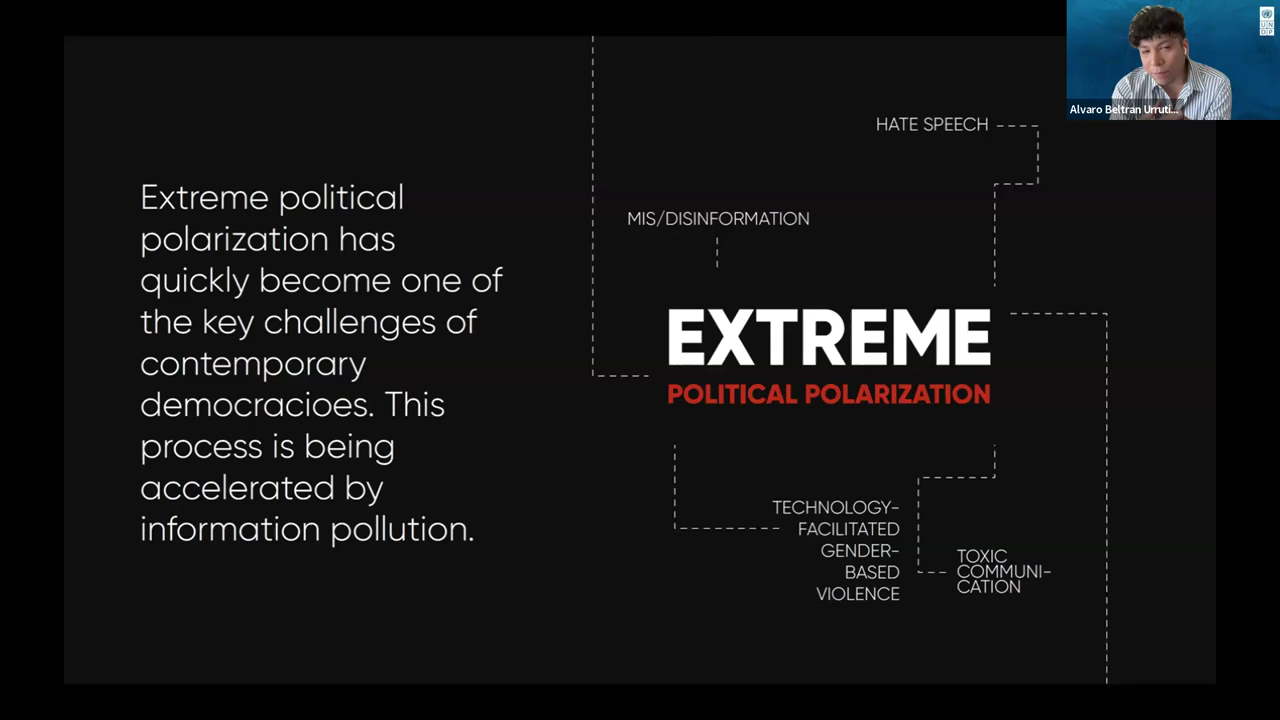 Extreme political
polarization has
quickly become one of
the key challenges of
contemporary
democracioes. This
process is being
accelerated by
information pollution.
HATE SPEECH
MIS/DISINFORMATION
EXTREME
POLITICAL POLARIZATION
TECHNOLOGY-
FACILITATED
GENDER-
BASED
VIOLENCE
TOXIC
COMMUNI-
CATION
Alvaro Beltran Urruti...
U N
D P